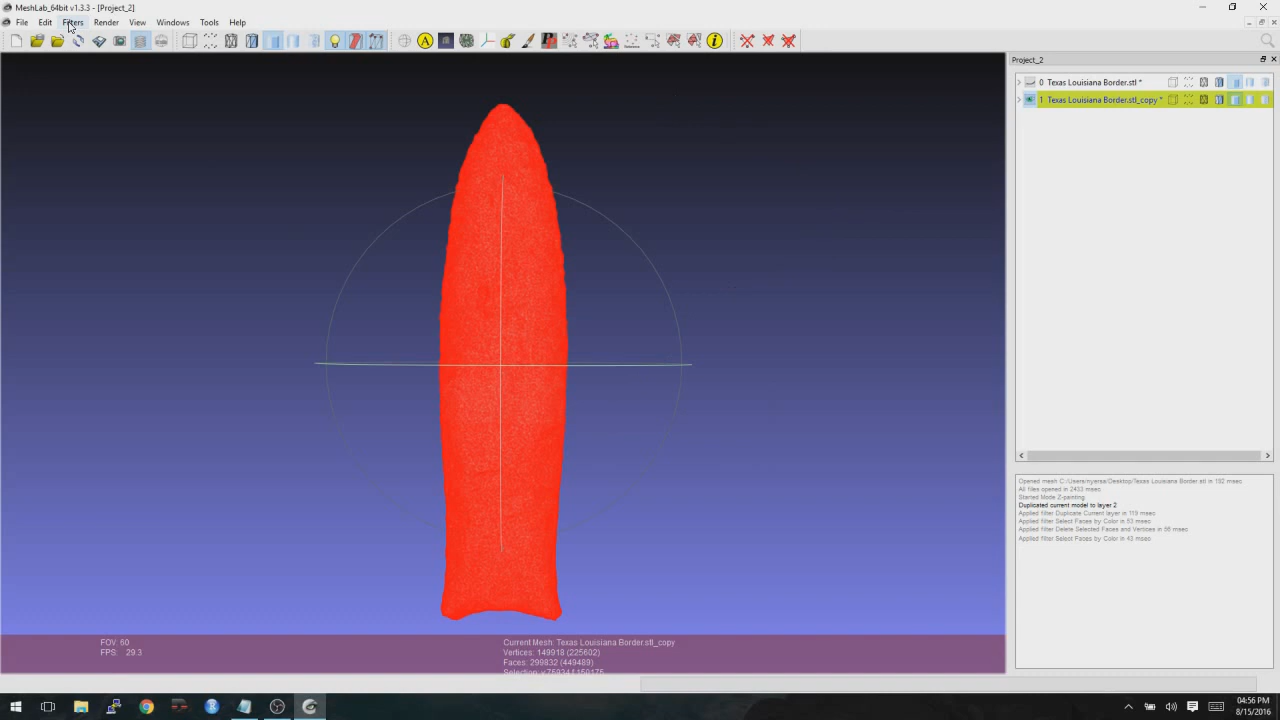 MeshLab_64bit v1.3.3 - [Project_2]
File Edit Filters Render View Windows Tools Help
Project_2
0 Texas Louisiana Border.stl *
1 Texas Louisiana Border.stl_copy *
Opened mesh C:/Users/nyarsa/Desktop/Texas Louisiana Border.stl in 182 msec
All files opened in 2433 msec
Started Mode Z-painting
Duplicated current model to layer 2
Applied filter Duplicate Current layer in 119 msec
Applied filter Select Faces by Color in 53 msec
Applied filter Delete Selected Faces and Vertices in 56 msec
Applied filter Select Faces by Color in 43 msec
FOV: 60
FPS: 29.3
Current Mesh: Texas Louisiana Border.stl_copy
Vertices: 149918 (225602)
Faces: 299832 (449489)
04:56 PM
8/15/2016